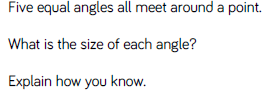 Five equal angles all meet around a point.
What is the size of each angle?
Explain how you know.